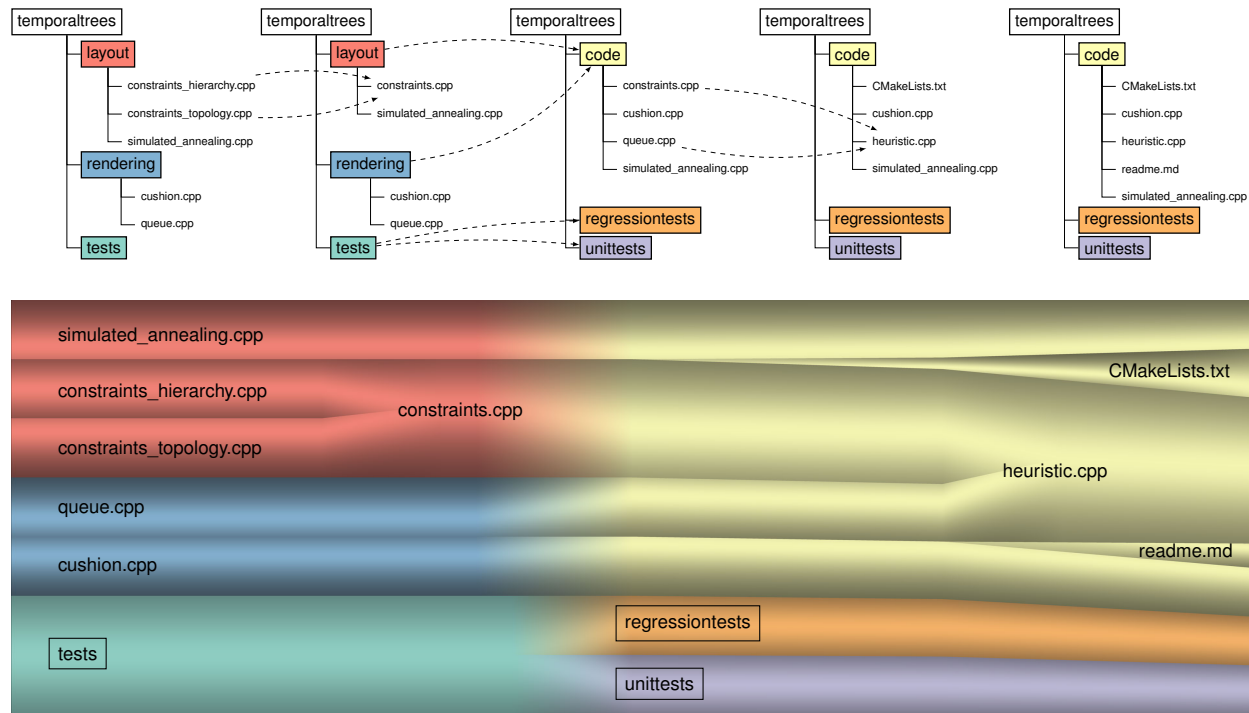 temporaltrees
layout
constraints_hierarchy.cpp
constraints_topology.cpp
simulated_annealing.cpp
rendering
cushion.cpp
queue.cpp
tests
temporaltrees
layout
constraints.cpp
simulated_annealing.cpp
rendering
cushion.cpp
queue.cpp
tests
temporaltrees
code
constraints.cpp
cushion.cpp
queue.cpp
simulated_annealing.cpp
regressiontests
unittests
temporaltrees
code
CMakeLists.txt
cushion.cpp
heuristic.cpp
simulated_annealing.cpp
regressiontests
unittests
temporaltrees
code
CMakeLists.txt
cushion.cpp
heuristic.cpp
readme.md
simulated_annealing.cpp
regressiontests
unittests
simulated_annealing.cpp
constraints_hierarchy.cpp
constraints.cpp
constraints_topology.cpp
queue.cpp
cushion.cpp
tests
regressiontests
unittests
CMakeLists.txt
heuristic.cpp
readme.md